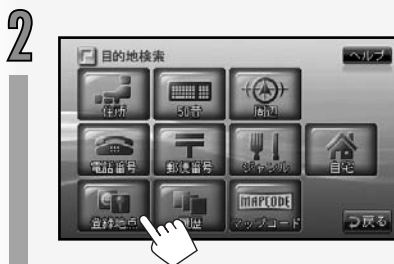 2
目的地検索 ヘルプ
住所 50音 周辺
電話番号 郵便番号 ジャンル 自宅
登録地点 履歴 MAPCODE マップコード
戻る